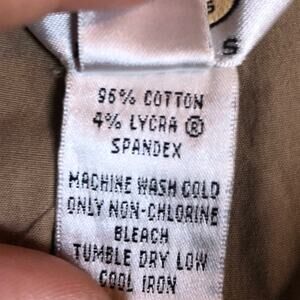 S
S
96% COTTON
4% LYCRA ®
SPANDEX
MACHINE WASH COLD
ONLY NON-CHLORINE
BLEACH
TUMBLE DRY LOW
COOL IRON